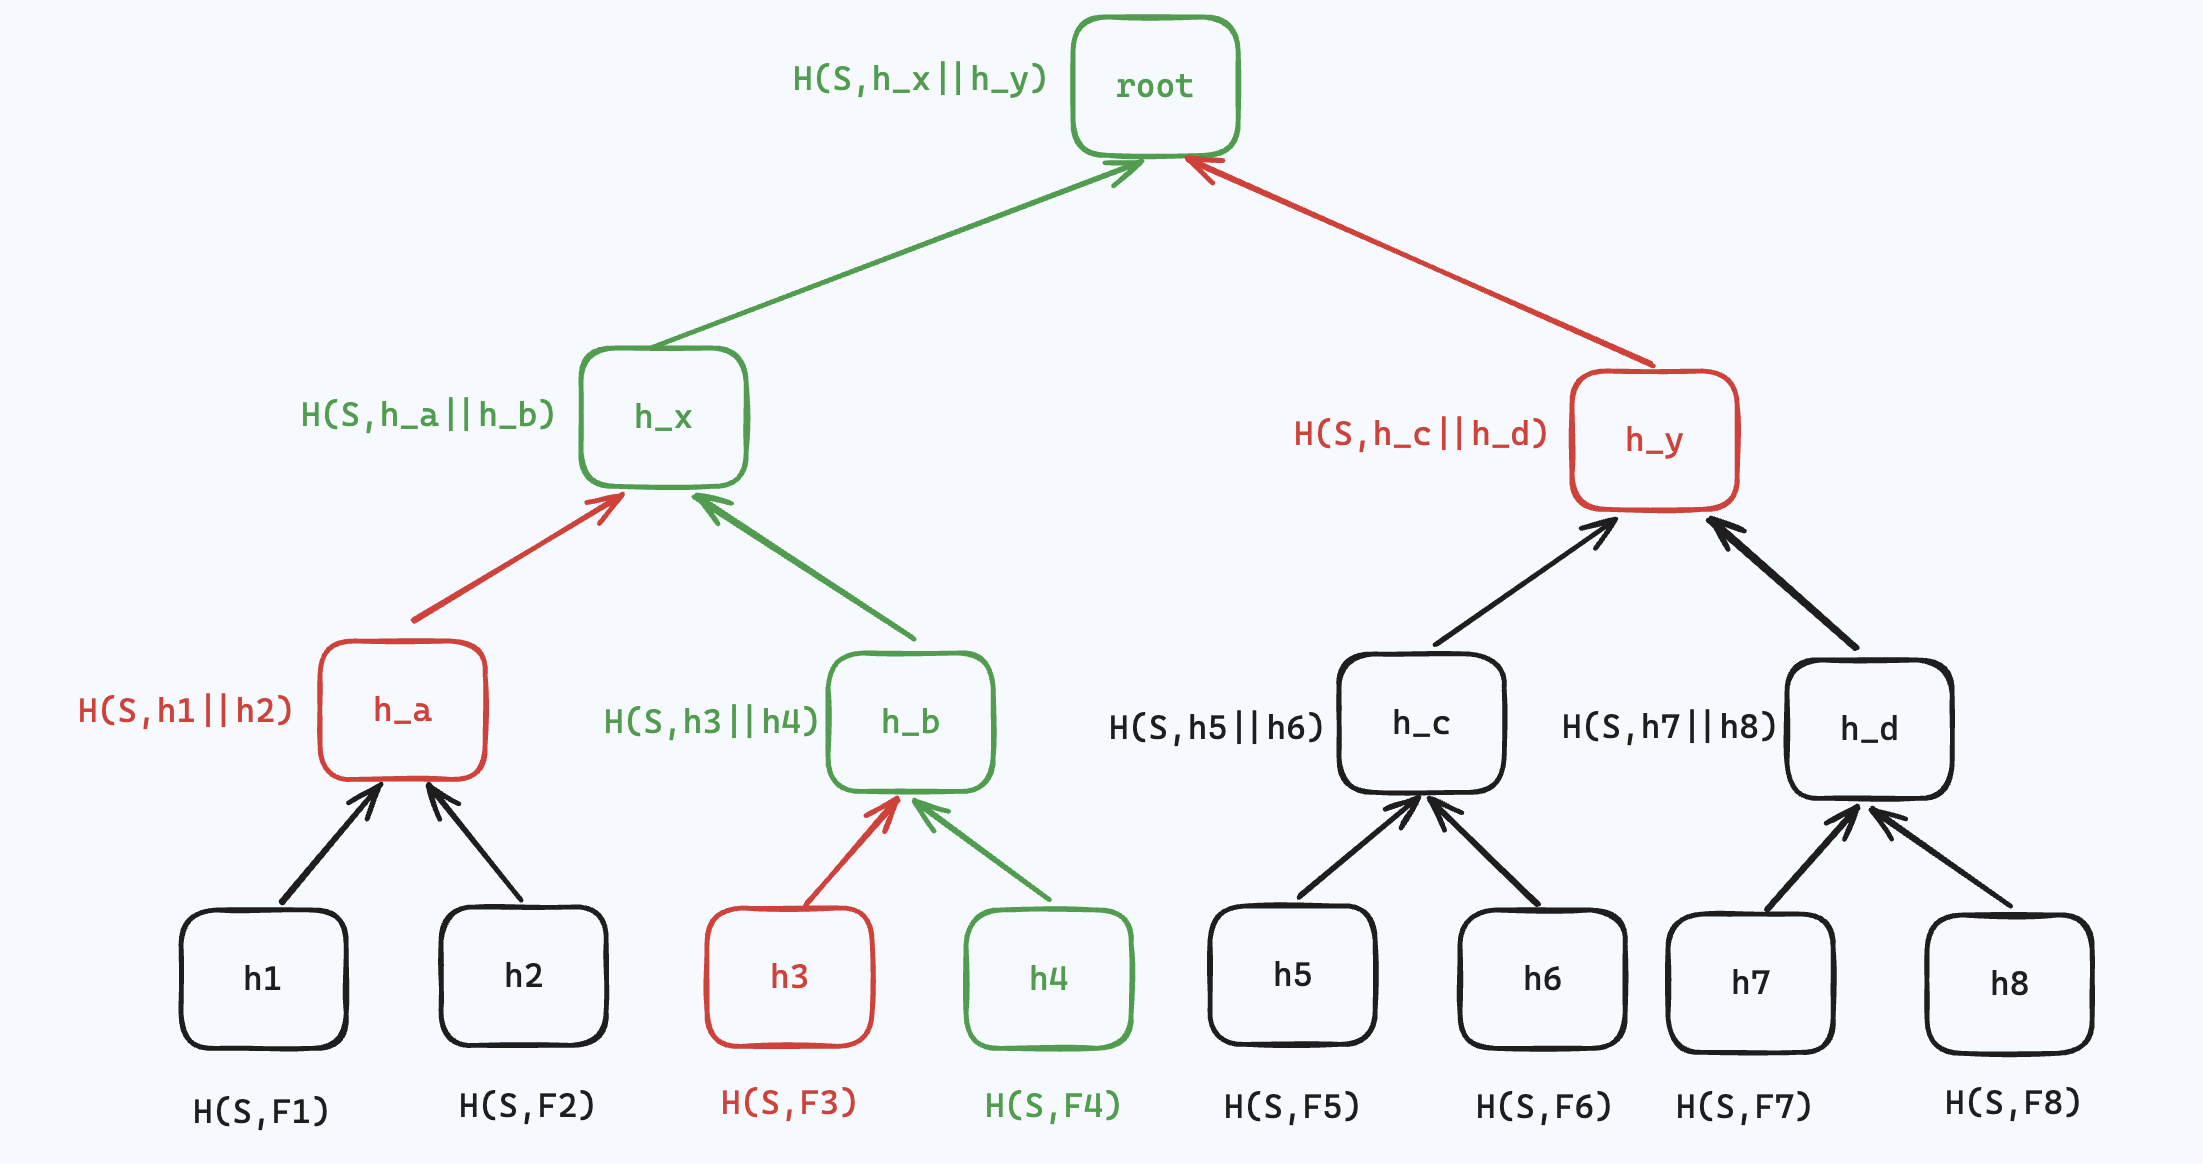 H(S,h_x||h_y)
root
H(S,h_a||h_b)
h_x
H(S,h_c||h_d)
h_y
H(S,h1||h2)
h_a
H(S,h3||h4)
h_b
H(S,h5||h6)
h_c
H(S,h7||h8)
h_d
h1
h2
h3
h4
h5
h6
h7
h8
H(S,F1)
H(S,F2)
H(S,F3)
H(S,F4)
H(S,F5)
H(S,F6)
H(S,F7)
H(S,F8)